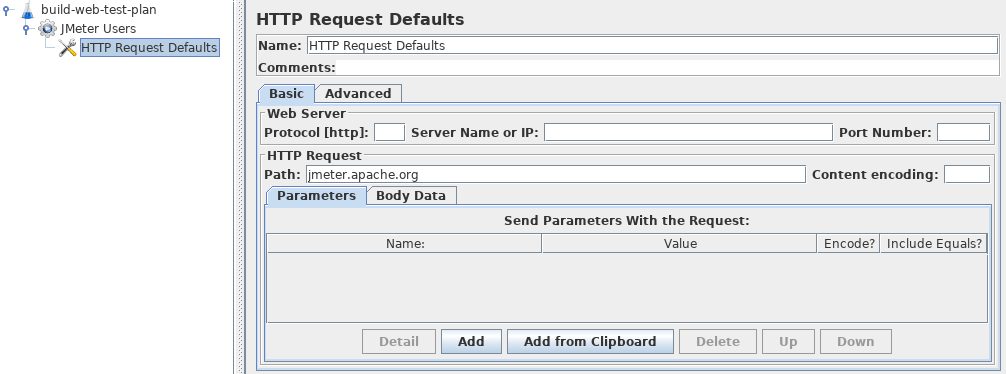 build-web-test-plan
JMeter Users
HTTP Request Defaults
HTTP Request Defaults
Name: HTTP Request Defaults
Comments:
Basic Advanced
Web Server
Protocol [http]: Server Name or IP: Port Number:
HTTP Request
Path: jmeter.apache.org Content encoding:
Parameters Body Data
Send Parameters With the Request:
Name: Value Encode? Include Equals?
Detail Add Add from Clipboard Delete Up Down